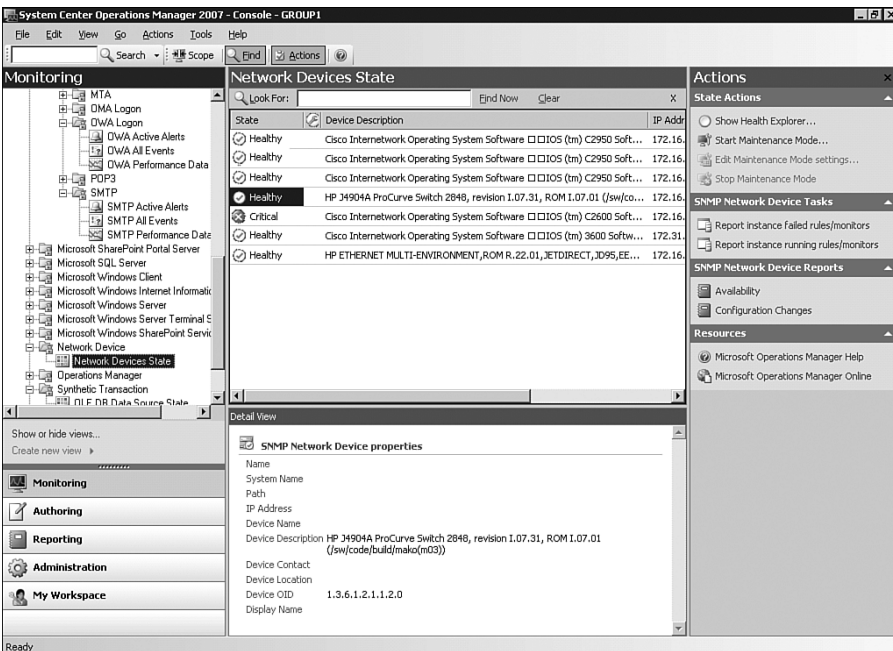 System Center Operations Manager 2007 - Console - GROUP1
File Edit View Go Actions Tools Help
Search Scope Find Actions
Monitoring
MTA
OMA Logon
OWA Logon
OWA Active Alerts
OWA All Events
OWA Performance Data
POP3
SMTP
SMTP Active Alerts
SMTP All Events
SMTP Performance Data
Microsoft SharePoint Portal Server
Microsoft SQL Server
Microsoft Windows Client
Microsoft Windows Internet Informatic
Microsoft Windows Server
Microsoft Windows Server Terminal S
Microsoft Windows SharePoint Servic
Network Device
Network Devices State
Operations Manager
Synthetic Transaction
OLE DB Data Source State
Show or hide views...
Create new view
Monitoring
Authoring
Reporting
Administration
My Workspace
Network Devices State
Look For: Find Now Clear X
State Device Description IP Addr
Healthy Cisco Internetwork Operating System Software □□IOS (tm) C2950 Soft... 172.16.
Healthy Cisco Internetwork Operating System Software □□IOS (tm) C2950 Soft... 172.16.
Healthy Cisco Internetwork Operating System Software □□IOS (tm) C2950 Soft... 172.16.
Healthy HP J4904A ProCurve Switch 2848, revision I.07.31, ROM I.07.01 (/sw/co... 172.16.
Critical Cisco Internetwork Operating System Software □□IOS (tm) C2600 Soft... 172.16.
Healthy Cisco Internetwork Operating System Software □□IOS (tm) 3600 Softw... 172.31.
Healthy HP ETHERNET MULTI-ENVIRONMENT,ROM R.22.01,JETDIRECT,JD95,EE... 172.16.
Detail View
SNMP Network Device properties
Name
System Name
Path
IP Address
Device Name
Device Description HP J4904A ProCurve Switch 2848, revision I.07.31, ROM I.07.01
(/sw/code/build/mako(m03))
Device Contact
Device Location
Device OID 1.3.6.1.2.1.1.2.0
Display Name
Actions
State Actions
Show Health Explorer...
Start Maintenance Mode...
Edit Maintenance Mode settings...
Stop Maintenance Mode
SNMP Network Device Tasks
Report instance failed rules/monitors
Report instance running rules/monitors
SNMP Network Device Reports
Availability
Configuration Changes
Resources
Microsoft Operations Manager Help
Microsoft Operations Manager Online
Ready